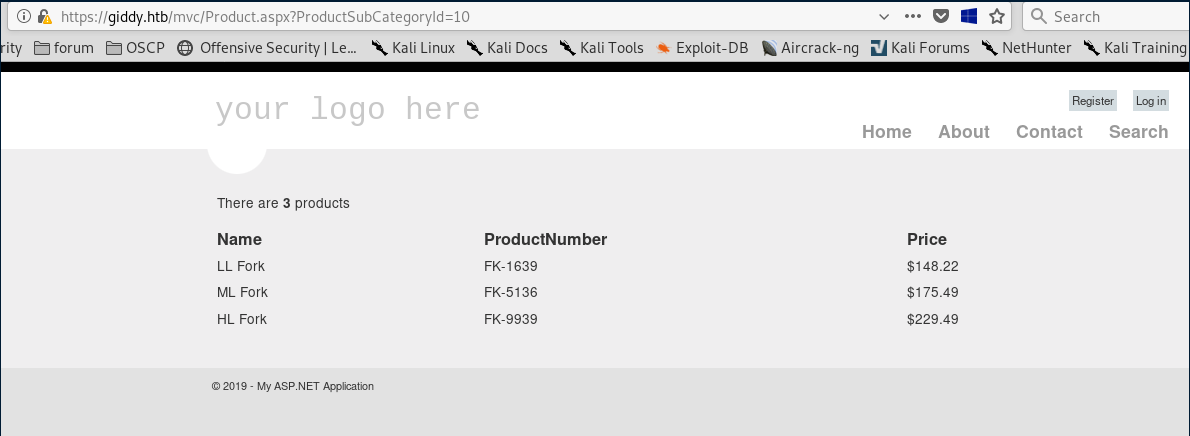 https://giddy.htb/mvc/Product.aspx?ProductSubCategoryId=10 Search
rity forum OSCP Offensive Security | Le... Kali Linux Kali Docs Kali Tools Exploit-DB Aircrack-ng Kali Forums NetHunter Kali Training
your logo here
Register Log in
Home About Contact Search
There are 3 products
Name ProductNumber Price
LL Fork FK-1639 $148.22
ML Fork FK-5136 $175.49
HL Fork FK-9939 $229.49
© 2019 - My ASP.NET Application